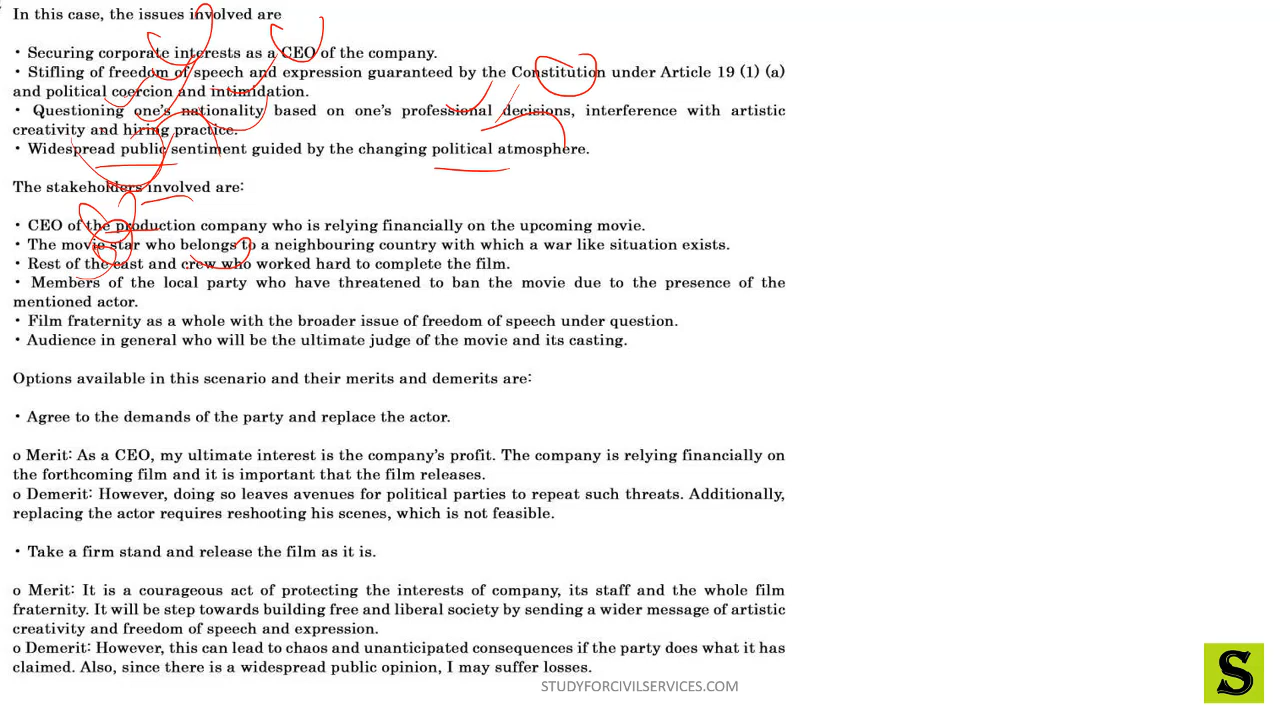 In this case, the issues involved are
• Securing corporate interests as a CEO of the company.
• Stifling of freedom of speech and expression guaranteed by the Constitution under Article 19 (1) (a)
and political coercion and intimidation.
• Questioning one's nationality based on one's professional decisions, interference with artistic
creativity and hiring practice.
• Widespread public sentiment guided by the changing political atmosphere.
The stakeholders involved are:
• CEO of the production company who is relying financially on the upcoming movie.
• The movie star who belongs to a neighbouring country with which a war like situation exists.
• Rest of the cast and crew who worked hard to complete the film.
• Members of the local party who have threatened to ban the movie due to the presence of the
mentioned actor.
• Film fraternity as a whole with the broader issue of freedom of speech under question.
• Audience in general who will be the ultimate judge of the movie and its casting.
Options available in this scenario and their merits and demerits are:
• Agree to the demands of the party and replace the actor.
o Merit: As a CEO, my ultimate interest is the company's profit. The company is relying financially on
the forthcoming film and it is important that the film releases.
o Demerit: However, doing so leaves avenues for political parties to repeat such threats. Additionally,
replacing the actor requires reshooting his scenes, which is not feasible.
• Take a firm stand and release the film as it is.
o Merit: It is a courageous act of protecting the interests of company, its staff and the whole film
fraternity. It will be step towards building free and liberal society by sending a wider message of artistic
creativity and freedom of speech and expression.
o Demerit: However, this can lead to chaos and unanticipated consequences if the party does what it has
claimed. Also, since there is a widespread public opinion, I may suffer losses.
STUDYFORCIVILSERVICES.COM
S